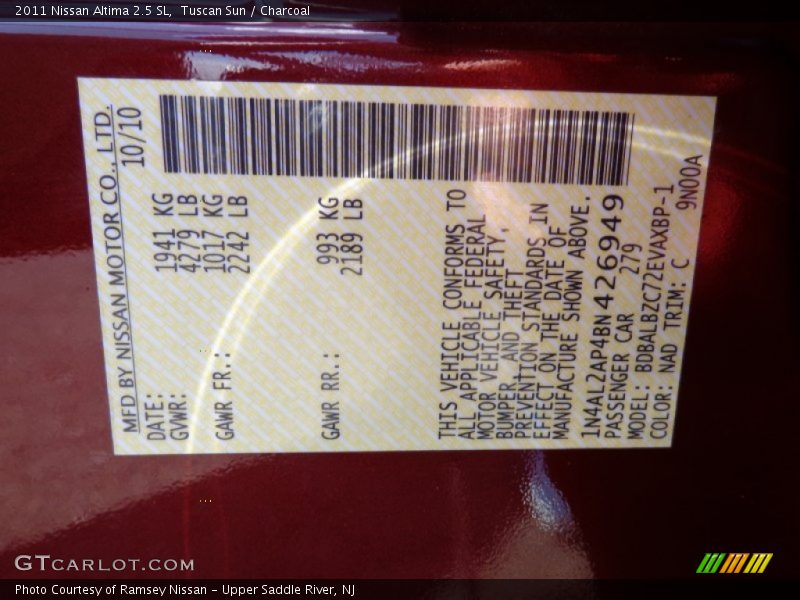 2011 Nissan Altima 2.5 SL, Tuscan Sun / Charcoal
MFD BY NISSAN MOTOR CO., LTD.
DATE: 10/10
GVWR: 1941 KG
4279 LB
GAWR FR.: 1017 KG
2242 LB
GAWR RR.: 993 KG
2189 LB
THIS VEHICLE CONFORMS TO
ALL APPLICABLE FEDERAL
MOTOR VEHICLE SAFETY,
BUMPER, AND THEFT
PREVENTION STANDARDS IN
EFFECT ON THE DATE OF
MANUFACTURE SHOWN ABOVE.
1N4AL2AP4BN426949
PASSENGER CAR 279
MODEL: BDBALBZC72EVAXBP-1
COLOR: NAD TRIM: C 9N00A
GTCARLOT.COM
Photo Courtesy of Ramsey Nissan - Upper Saddle River, NJ